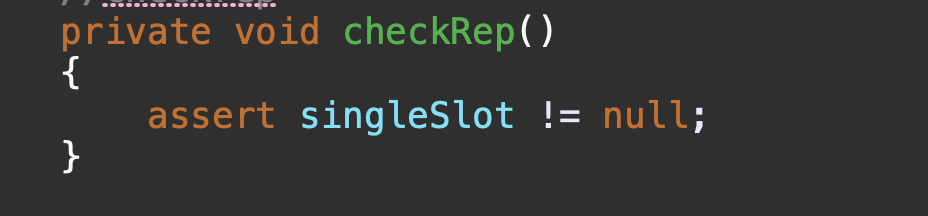 private void checkRep()
{
    assert singleSlot != null;
}